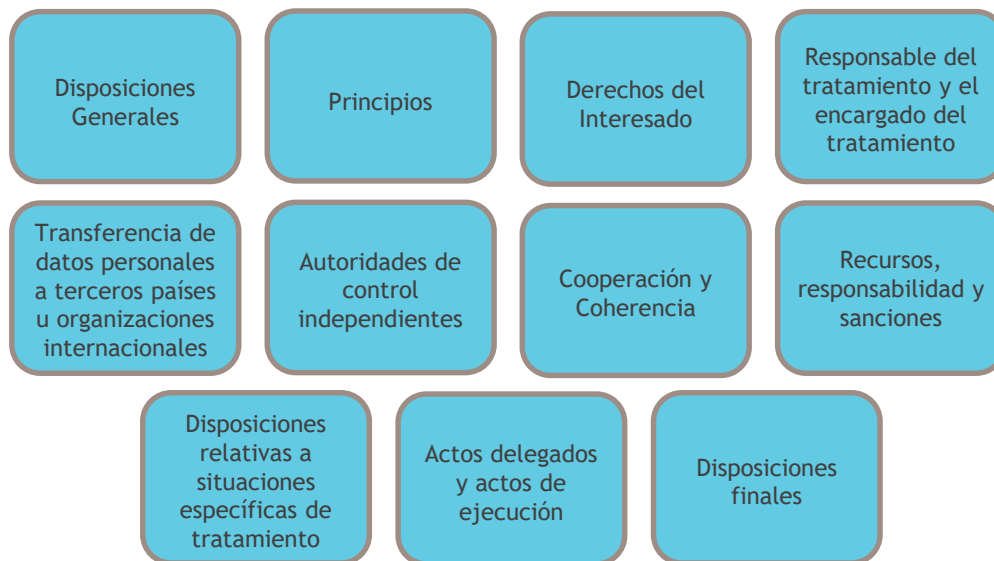 Disposiciones
Generales
Principios
Derechos del
Interesado
Responsable del
tratamiento y el
encargado del
tratamiento
Transferencia de
datos personales
a terceros países
u organizaciones
internacionales
Autoridades de
control
independientes
Cooperación y
Coherencia
Recursos,
responsabilidad y
sanciones
Disposiciones
relativas a
situaciones
específicas de
tratamiento
Actos delegados
y actos de
ejecución
Disposiciones
finales